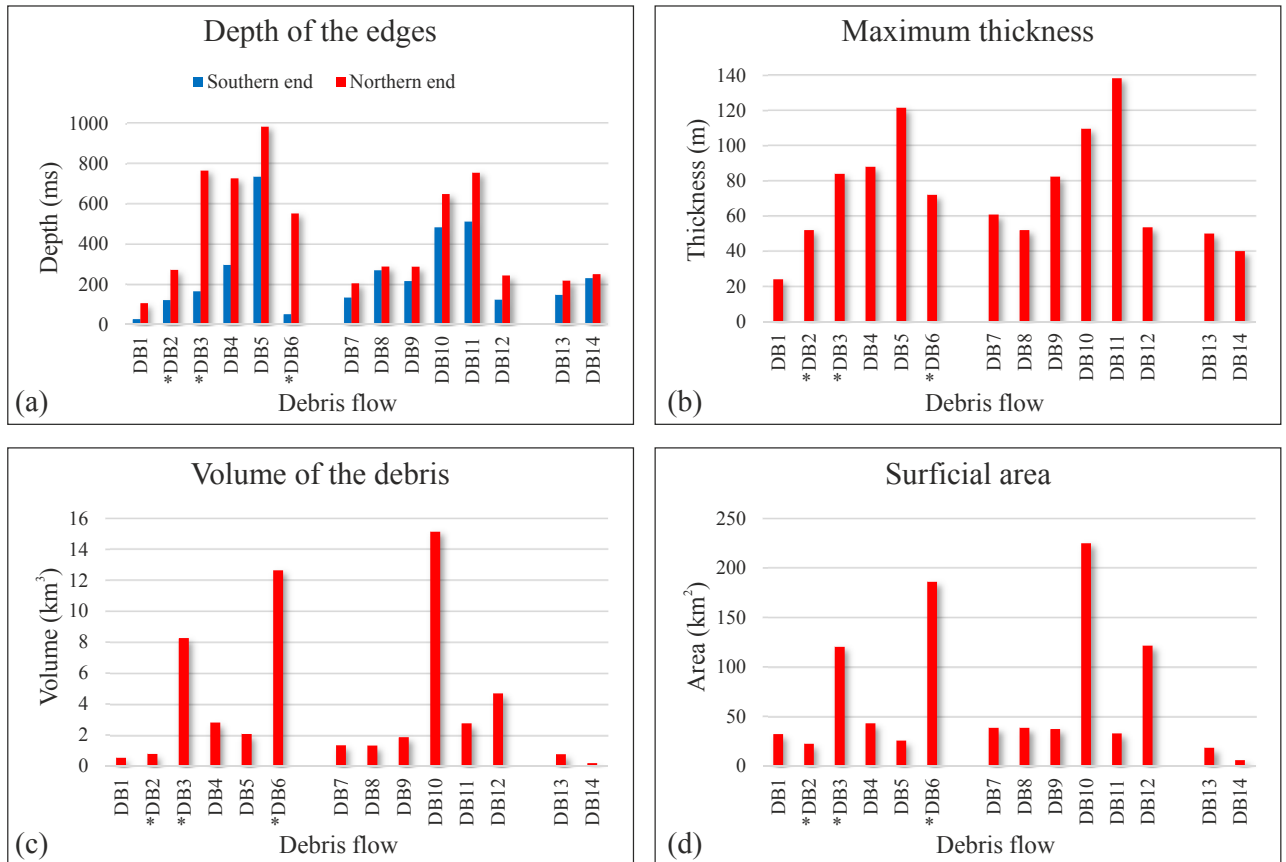 Depth of the edges
Southern end Northern end
1000
800
600
400
200
0
Depth (ms)
DB1 *DB2 *DB3 DB4 DB5 *DB6 DB7 DB8 DB9 DB10 DB11 DB12 DB13 DB14
(a) Debris flow
Maximum thickness
140
120
100
80
60
40
20
0
Thickness (m)
DB1 *DB2 *DB3 DB4 DB5 *DB6 DB7 DB8 DB9 DB10 DB11 DB12 DB13 DB14
(b) Debris flow
Volume of the debris
16
14
12
10
8
6
4
2
0
Volume (km³)
DB1 *DB2 *DB3 DB4 DB5 *DB6 DB7 DB8 DB9 DB10 DB11 DB12 DB13 DB14
(c) Debris flow
Surficial area
250
200
150
100
50
0
Area (km²)
DB1 *DB2 *DB3 DB4 DB5 *DB6 DB7 DB8 DB9 DB10 DB11 DB12 DB13 DB14
(d) Debris flow